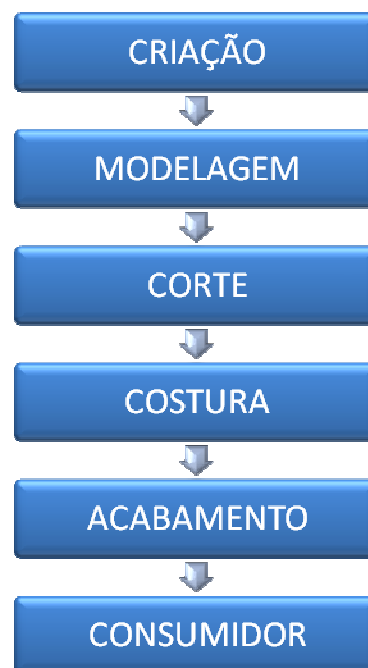 CRIAÇÃO
MODELAGEM
CORTE
COSTURA
ACABAMENTO
CONSUMIDOR